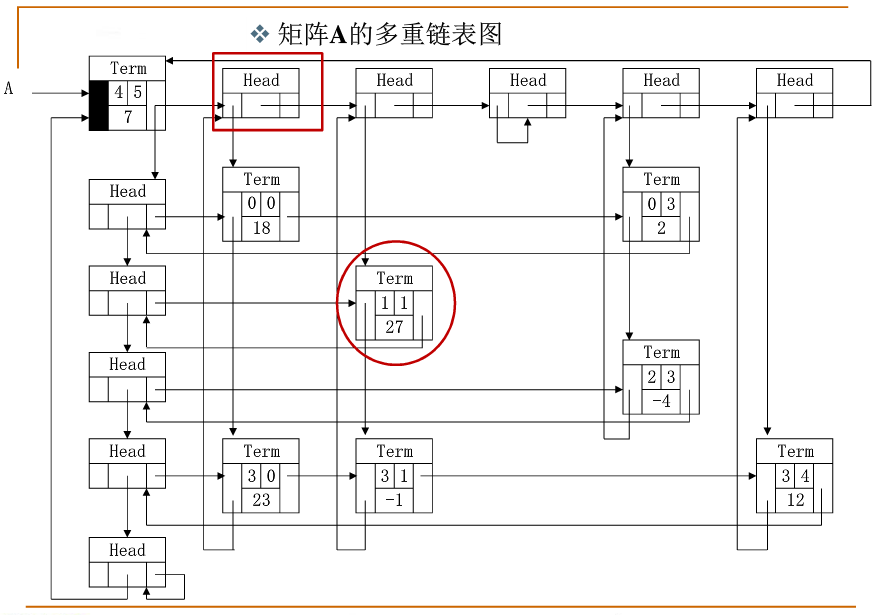 ❖ 矩阵A的多重链表图
A
Term
4 5
7
Head
Head
Head
Head
Head
Head
Term
0 0
18
Term
0 3
2
Head
Term
1 1
27
Head
Term
2 3
-4
Head
Term
3 0
23
Term
3 1
-1
Term
3 4
12
Head